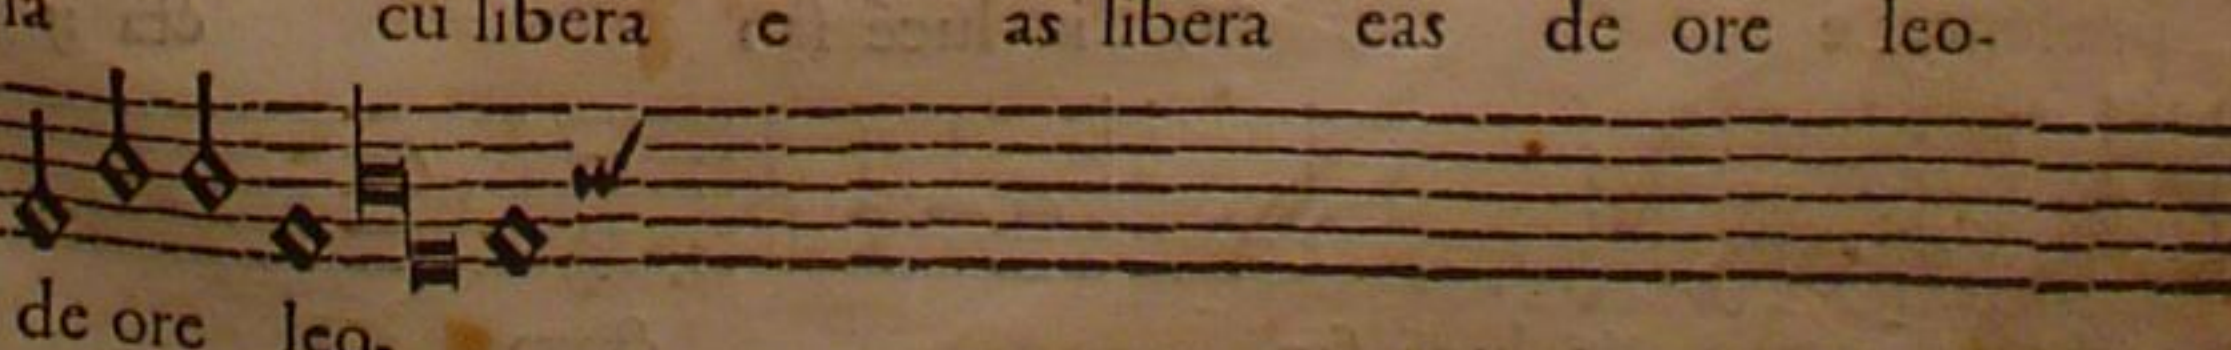 la cu libera e as libera eas de ore leo-
de ore leo-